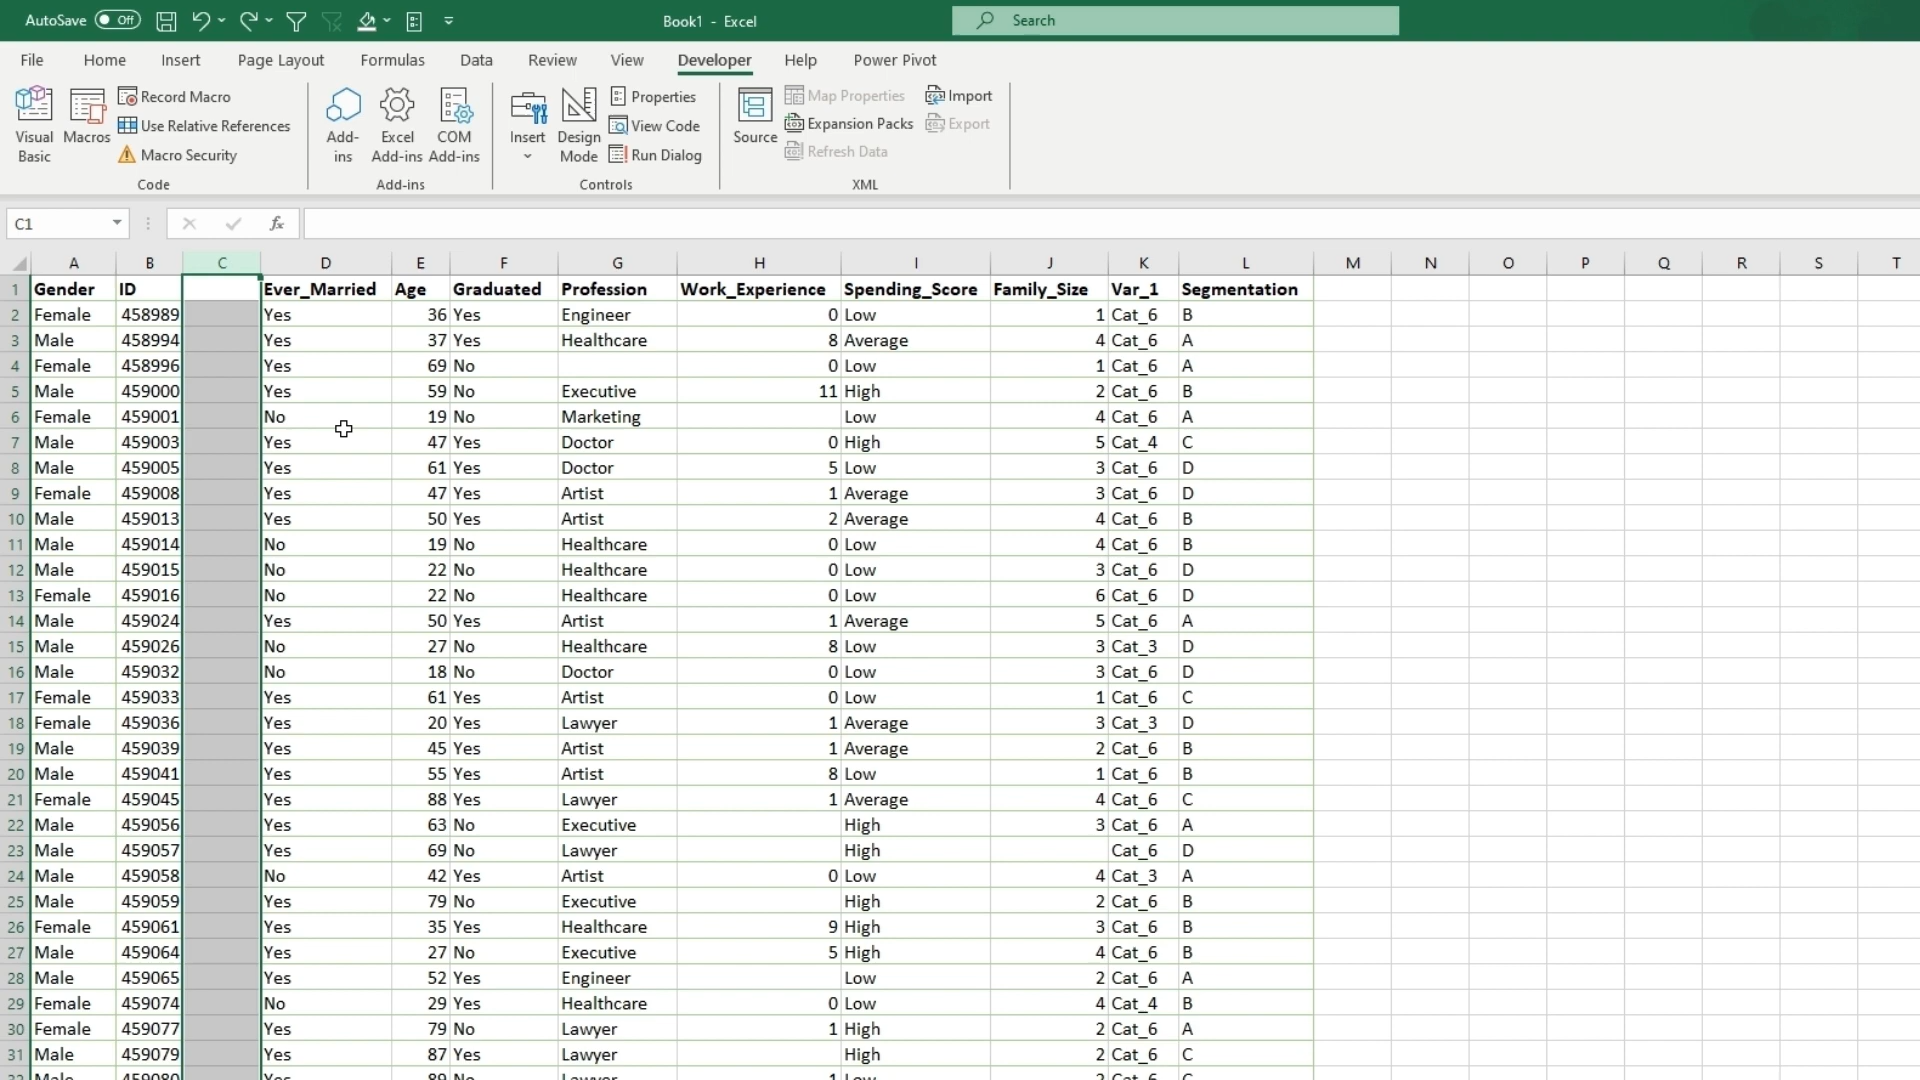 AutoSave Off Book1 - Excel Search
File Home Insert Page Layout Formulas Data Review View Developer Help Power Pivot
Visual Basic
Macros
Record Macro
Use Relative References
Macro Security
Code
Add-ins
Excel Add-ins
COM Add-ins
Add-ins
Insert
Design Mode
Properties
View Code
Run Dialog
Controls
Source
Map Properties
Expansion Packs
Refresh Data
Import
Export
XML
C1 fx
A B C D E F G H I J K L M N O P Q R S T
1 Gender ID Ever_Married Age Graduated Profession Work_Experience Spending_Score Family_Size Var_1 Segmentation
2 Female 458989 Yes 36 Yes Engineer 0 Low 1 Cat_6 B
3 Male 458994 Yes 37 Yes Healthcare 8 Average 4 Cat_6 A
4 Female 458996 Yes 69 No 0 Low 1 Cat_6 A
5 Male 459000 Yes 59 No Executive 11 High 2 Cat_6 B
6 Female 459001 No 19 No Marketing Low 4 Cat_6 A
7 Male 459003 Yes 47 Yes Doctor 0 High 5 Cat_4 C
8 Male 459005 Yes 61 Yes Doctor 5 Low 3 Cat_6 D
9 Female 459008 Yes 47 Yes Artist 1 Average 3 Cat_6 D
10 Male 459013 Yes 50 Yes Artist 2 Average 4 Cat_6 B
11 Male 459014 No 19 No Healthcare 0 Low 4 Cat_6 B
12 Male 459015 No 22 No Healthcare 0 Low 3 Cat_6 D
13 Female 459016 No 22 No Healthcare 0 Low 6 Cat_6 D
14 Male 459024 Yes 50 Yes Artist 1 Average 5 Cat_6 A
15 Male 459026 No 27 No Healthcare 8 Low 3 Cat_3 D
16 Male 459032 No 18 No Doctor 0 Low 3 Cat_6 D
17 Female 459033 Yes 61 Yes Artist 0 Low 1 Cat_6 C
18 Female 459036 Yes 20 Yes Lawyer 1 Average 3 Cat_3 D
19 Male 459039 Yes 45 Yes Artist 1 Average 2 Cat_6 B
20 Male 459041 Yes 55 Yes Artist 8 Low 1 Cat_6 B
21 Female 459045 Yes 88 Yes Lawyer 1 Average 4 Cat_6 C
22 Male 459056 Yes 63 No Executive High 3 Cat_6 A
23 Male 459057 Yes 69 No Lawyer High Cat_6 D
24 Male 459058 No 42 Yes Artist 0 Low 4 Cat_3 A
25 Male 459059 Yes 79 No Executive High 2 Cat_6 B
26 Female 459061 Yes 35 Yes Healthcare 9 High 3 Cat_6 B
27 Male 459064 Yes 27 No Executive 5 High 4 Cat_6 B
28 Male 459065 Yes 52 Yes Engineer Low 2 Cat_6 A
29 Female 459074 No 29 Yes Healthcare 0 Low 4 Cat_4 B
30 Female 459077 Yes 79 No Lawyer 1 High 2 Cat_6 A
31 Male 459079 Yes 87 Yes Lawyer High 2 Cat_6 C